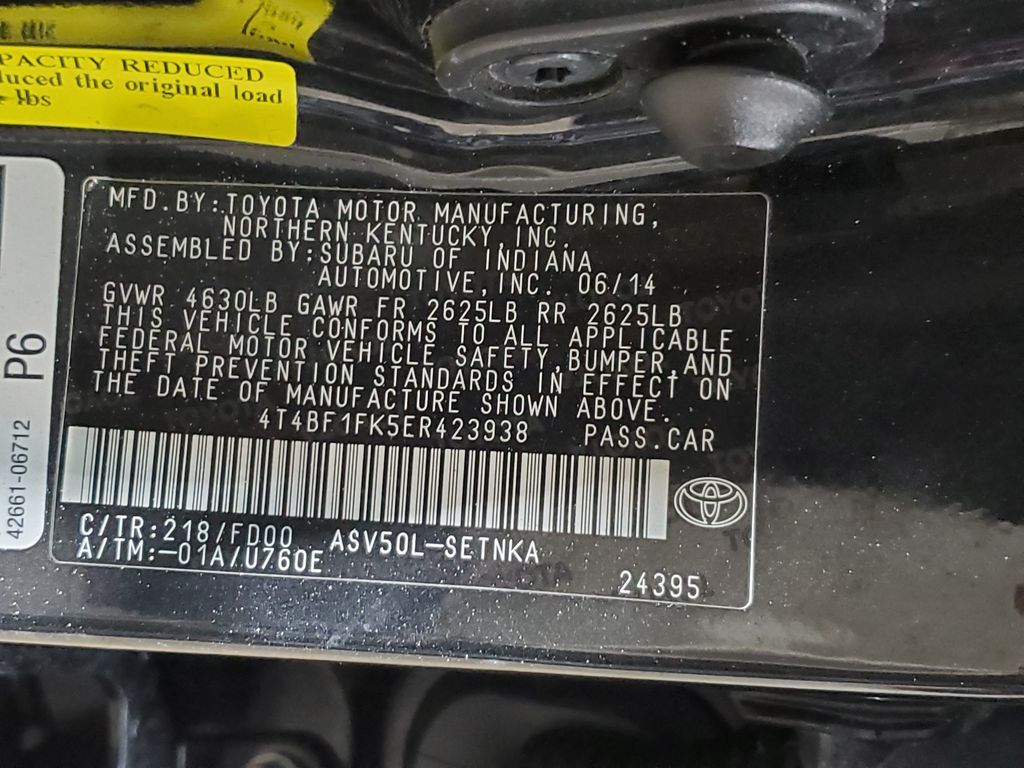 PACITY REDUCED
duced the original load
lbs
P6
42661-06712
MFD.BY:TOYOTA MOTOR MANUFACTURING,
NORTHERN KENTUCKY,INC.
ASSEMBLED BY:SUBARU OF INDIANA
AUTOMOTIVE,INC. 06/14
GVWR 4630LB GAWR FR 2625LB RR 2625LB
THIS VEHICLE CONFORMS TO ALL APPLICABLE
FEDERAL MOTOR VEHICLE SAFETY,BUMPER,AND
THEFT PREVENTION STANDARDS IN EFFECT ON
THE DATE OF MANUFACTURE SHOWN ABOVE.
4T4BF1FK5ER423938 PASS.CAR
C/TR:218/FD00 ASV50L-SETNKA
A/TM:-01A/U760E
24395